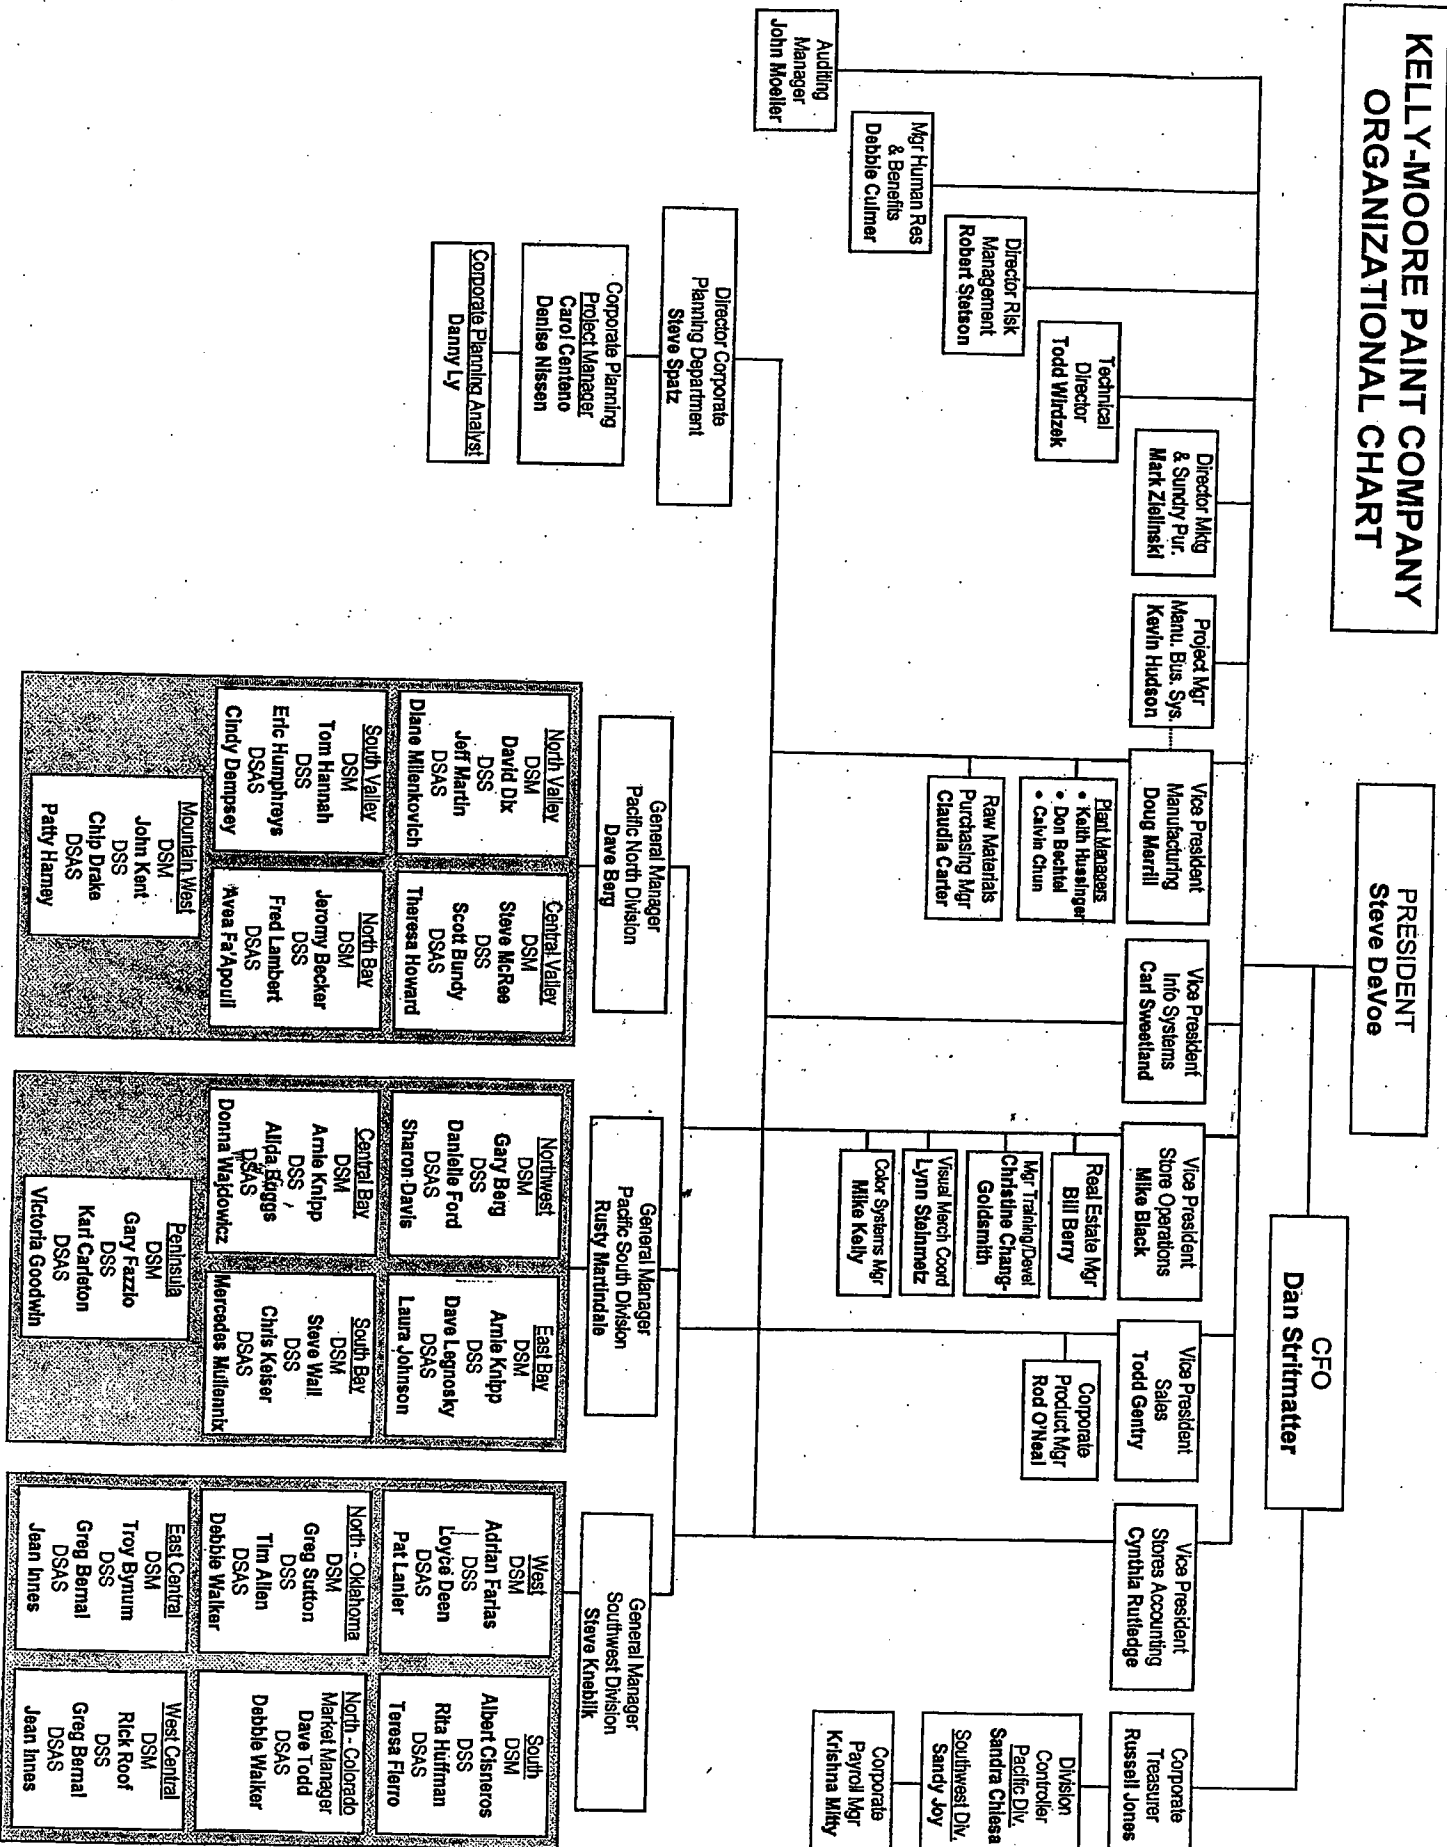 KELLY-MOORE PAINT COMPANY
ORGANIZATIONAL CHART
PRESIDENT
Steve DeVoe
CFO
Dan Stritmatter
Auditing
Manager
John Moeller
Mgr Human Res
& Benefits
Debbie Culmer
Director Risk
Management
Robert Stetson
Technical
Director
Todd Wirdzek
Director Mktg
& Sundry Pur.
Mark Zielinski
Project Mgr
Manu. Bus. Sys.
Kevin Hudson
Vice President
Manufacturing
Doug Merrill
Plant Managers
• Keith Hussinger
• Don Bechtel
• Calvin Chun
Raw Materials
Purchasing Mgr
Claudia Carter
Vice President
Info Systems
Carl Sweetland
Vice President
Store Operations
Mike Black
Real Estate Mgr
Bill Berry
Mgr Training/Devel
Christine Chang-
Goldsmith
Visual Merch Coord
Lynn Steinmetz
Color Systems Mgr
Mike Kelly
Vice President
Sales
Todd Gentry
Corporate
Product Mgr
Rod O'Neal
Vice President
Stores Accounting
Cynthia Rutledge
Corporate
Treasurer
Russell Jones
Division
Controller
Pacific Div.
Sandra Chiesa
Southwest Div.
Sandy Joy
Corporate
Payroll Mgr
Krishna Mitty
Director Corporate
Planning Department
Steve Spatz
Corporate Planning
Project Manager
Carol Centeno
Denise Nissen
Corporate Planning Analyst
Danny Ly
General Manager
Pacific North Division
Dave Berg
North Valley
DSM
David Dix
DSS
Jeff Martin
DSAS
Diane Milenkovich
Central Valley
DSM
Steve McRee
DSS
Scott Bundy
DSAS
Theresa Howard
South Valley
DSM
Tom Hannah
DSS
Eric Humphreys
DSAS
Cindy Dempsey
North Bay
DSM
Jeromy Becker
DSS
Fred Lambert
DSAS
'Avea Fa'Apouli
Mountain West
DSM
John Kent
DSS
Chip Drake
DSAS
Patty Harney
General Manager
Pacific South Division
Rusty Martindale
Northwest
DSM
Gary Berg
DSS
Danielle Ford
DSAS
Sharon Davis
East Bay
DSM
Arnie Knipp
DSS
Dave Legnosky
DSAS
Laura Johnson
Central Bay
DSM
Arnie Knipp
DSS
Alida Biggs
DSAS
Donna Wajdowicz
South Bay
DSM
Steve Wall
DSS
Chris Keiser
DSAS
Mercedes Mullennix
Peninsula
DSM
Gary Fazzio
DSS
Karl Carleton
DSAS
Victoria Goodwin
General Manager
Southwest Division
Steve Kneblik
West
DSM
Adrian Farias
DSS
Loyce Deen
DSAS
Pat Lanier
South
DSM
Albert Cisneros
DSS
Rita Huffman
DSAS
Teresa Fierro
North - Oklahoma
DSM
Greg Sutton
DSS
Tim Allen
DSAS
Debbie Walker
North - Colorado
Market Manager
Dave Todd
DSAS
Debbie Walker
East Central
DSM
Troy Bynum
DSS
Greg Bernal
DSAS
Jean Innes
West Central
DSM
Rick Roof
DSS
Greg Bernal
DSAS
Jean Innes